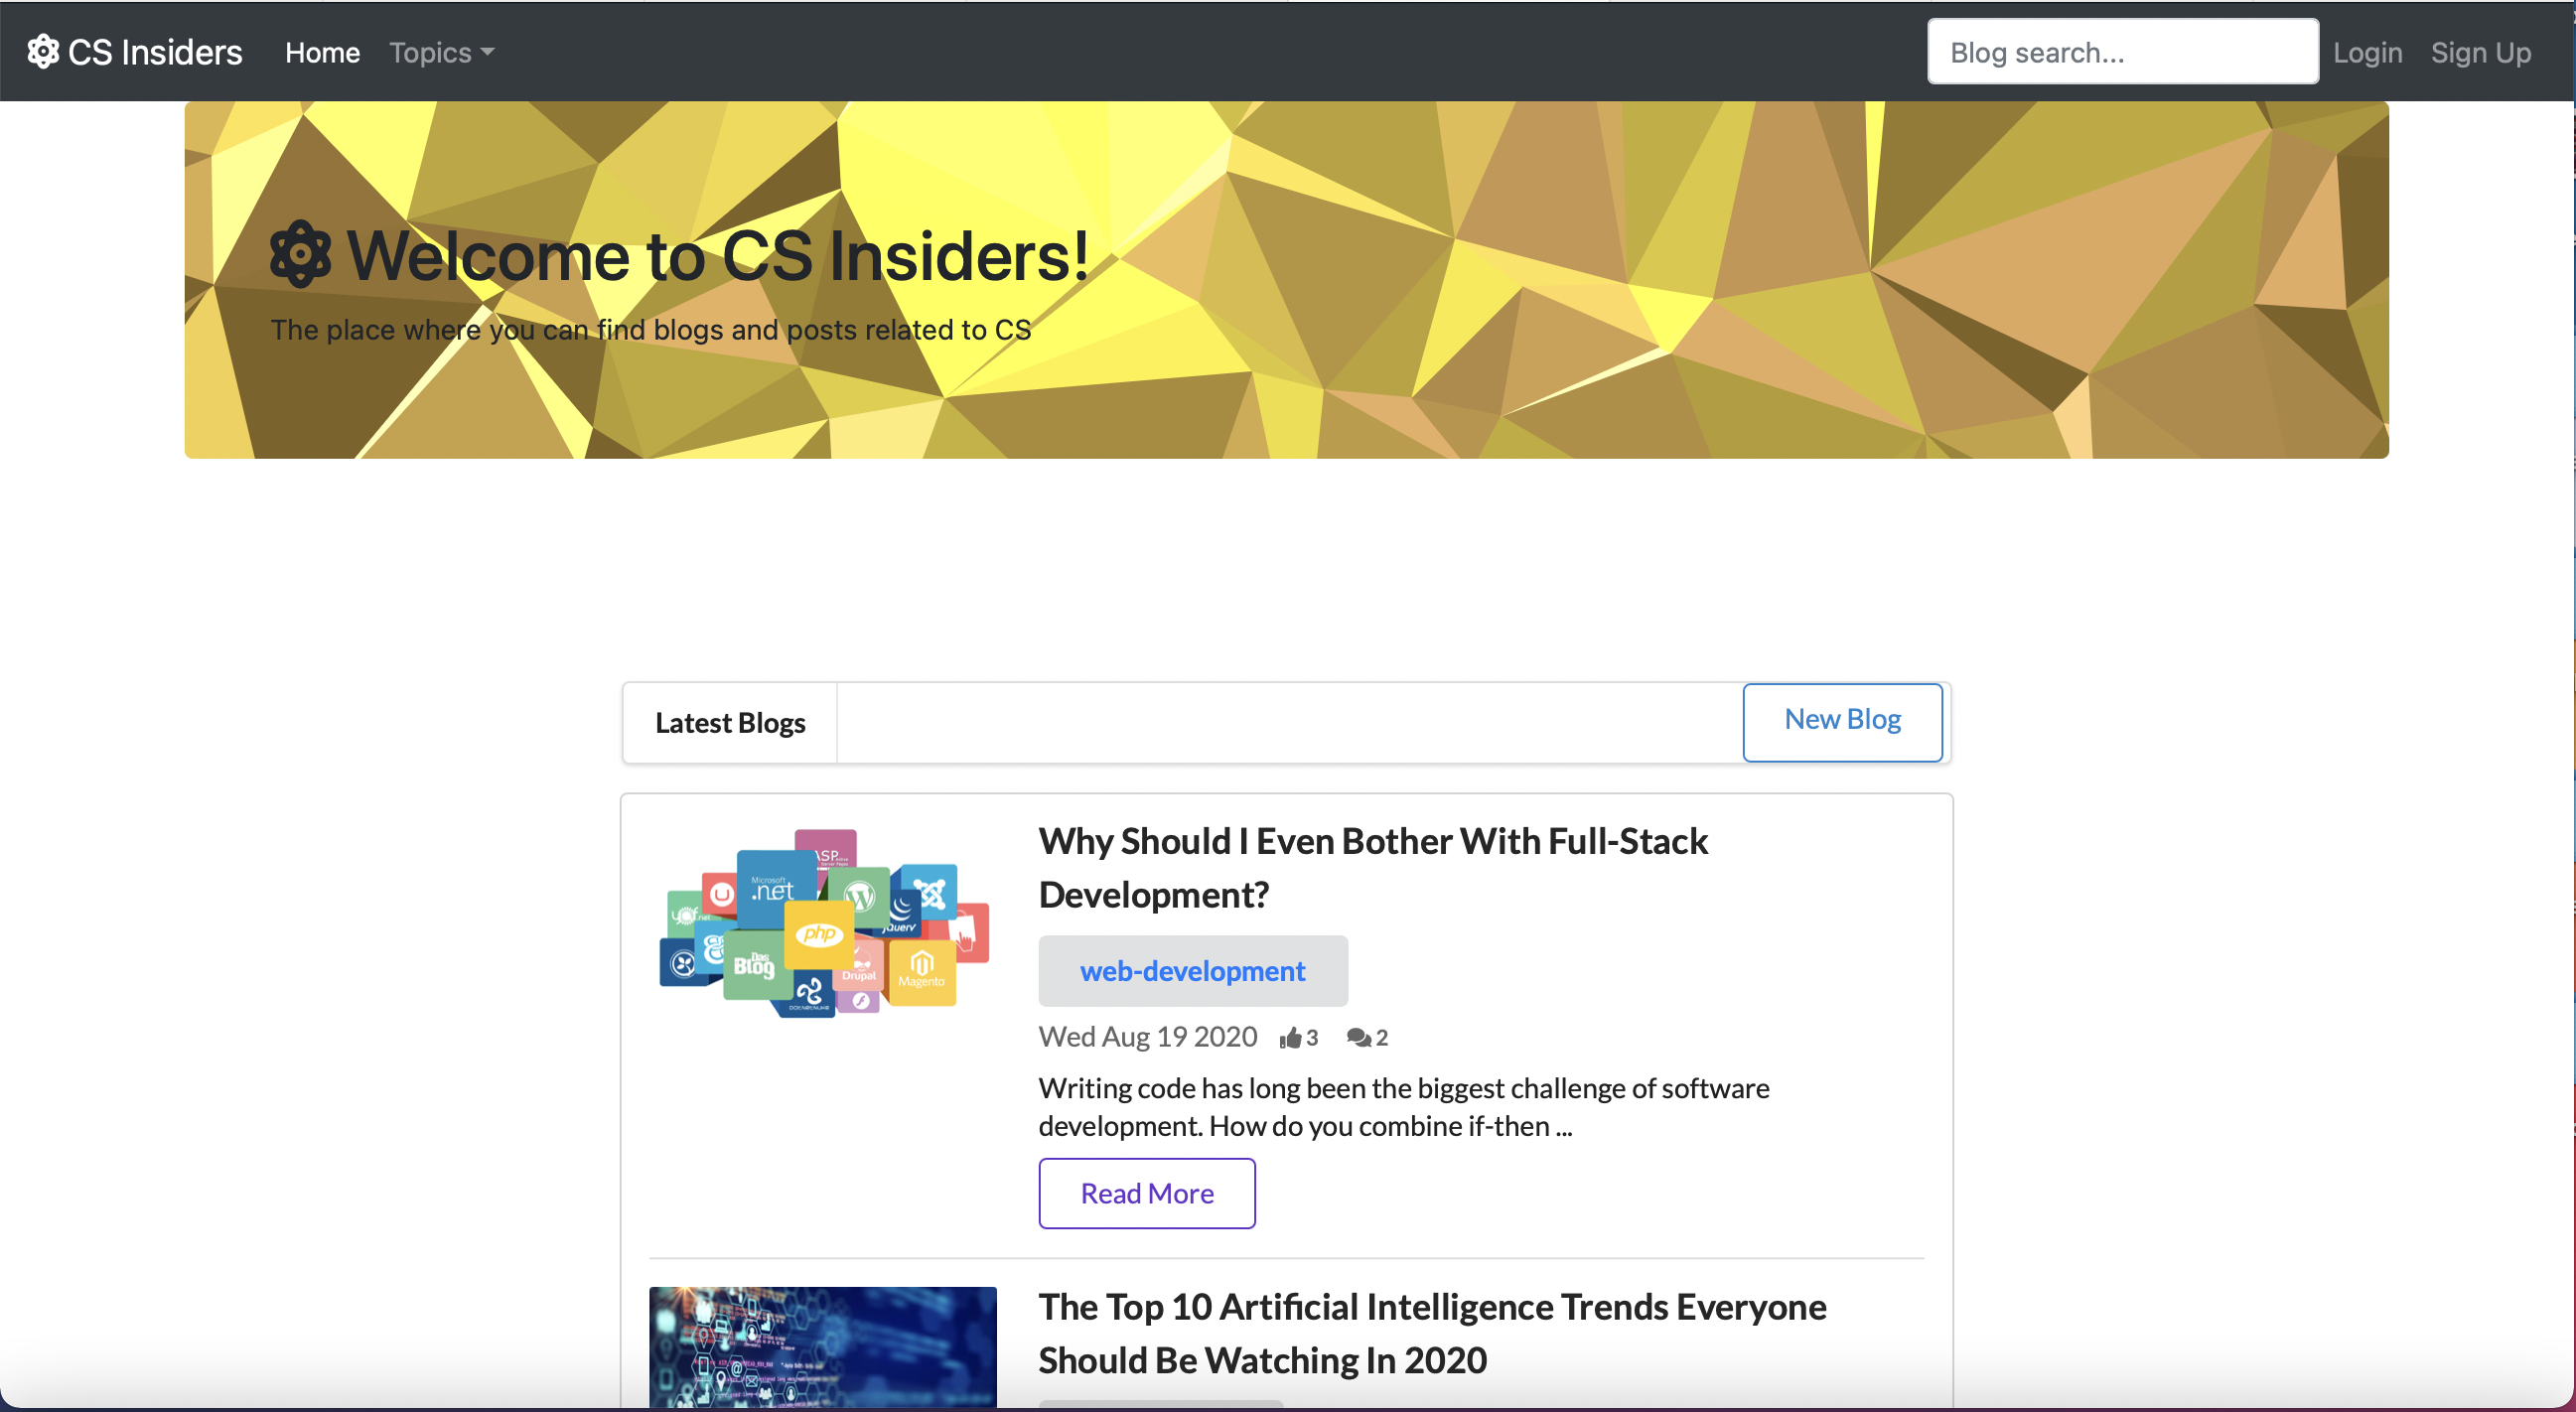 CS Insiders Home Topics Blog search... Login Sign Up
Welcome to CS Insiders!
The place where you can find blogs and posts related to CS
Latest Blogs New Blog
Why Should I Even Bother With Full-Stack
Development?
web-development
Wed Aug 19 2020 3 2
Writing code has long been the biggest challenge of software
development. How do you combine if-then ...
Read More
The Top 10 Artificial Intelligence Trends Everyone
Should Be Watching In 2020
ASP
Microsoft
.net
php
jQuery
Das
Blog
Drupal
Magento